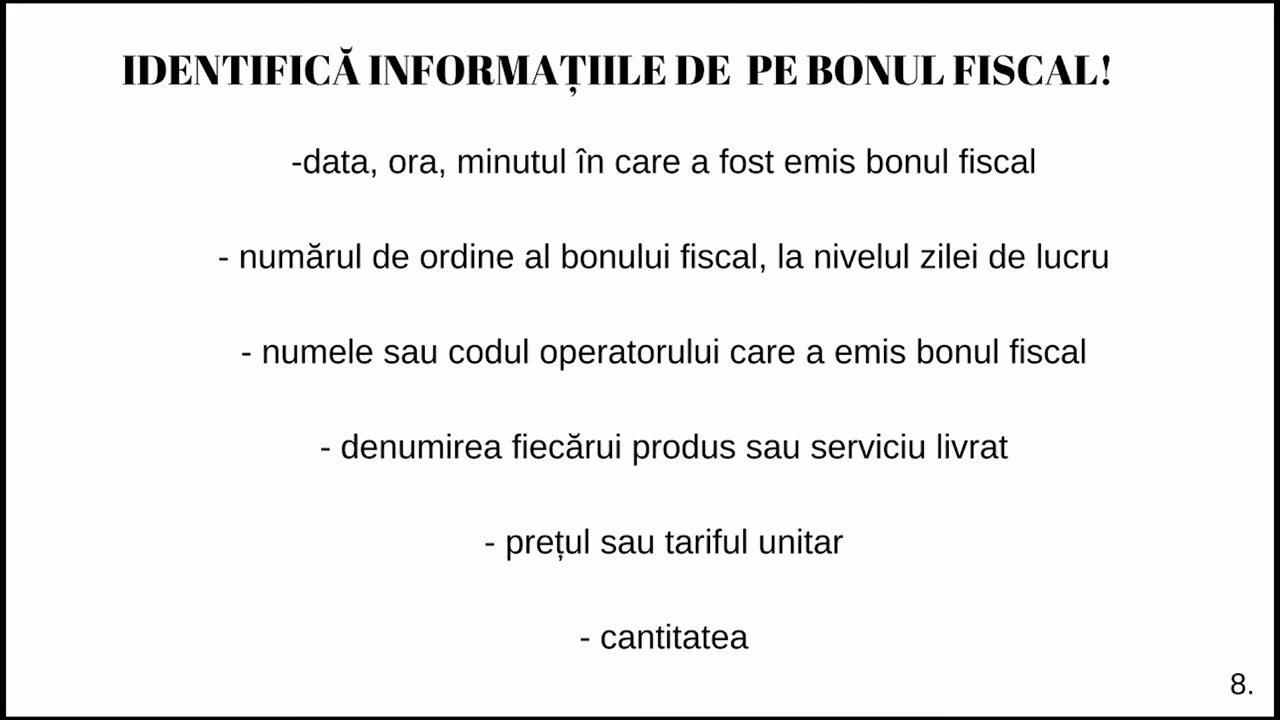 IDENTIFICĂ INFORMAȚIILE DE PE BONUL FISCAL!
-data, ora, minutul în care a fost emis bonul fiscal
- numărul de ordine al bonului fiscal, la nivelul zilei de lucru
- numele sau codul operatorului care a emis bonul fiscal
- denumirea fiecărui produs sau serviciu livrat
- prețul sau tariful unitar
- cantitatea
8.